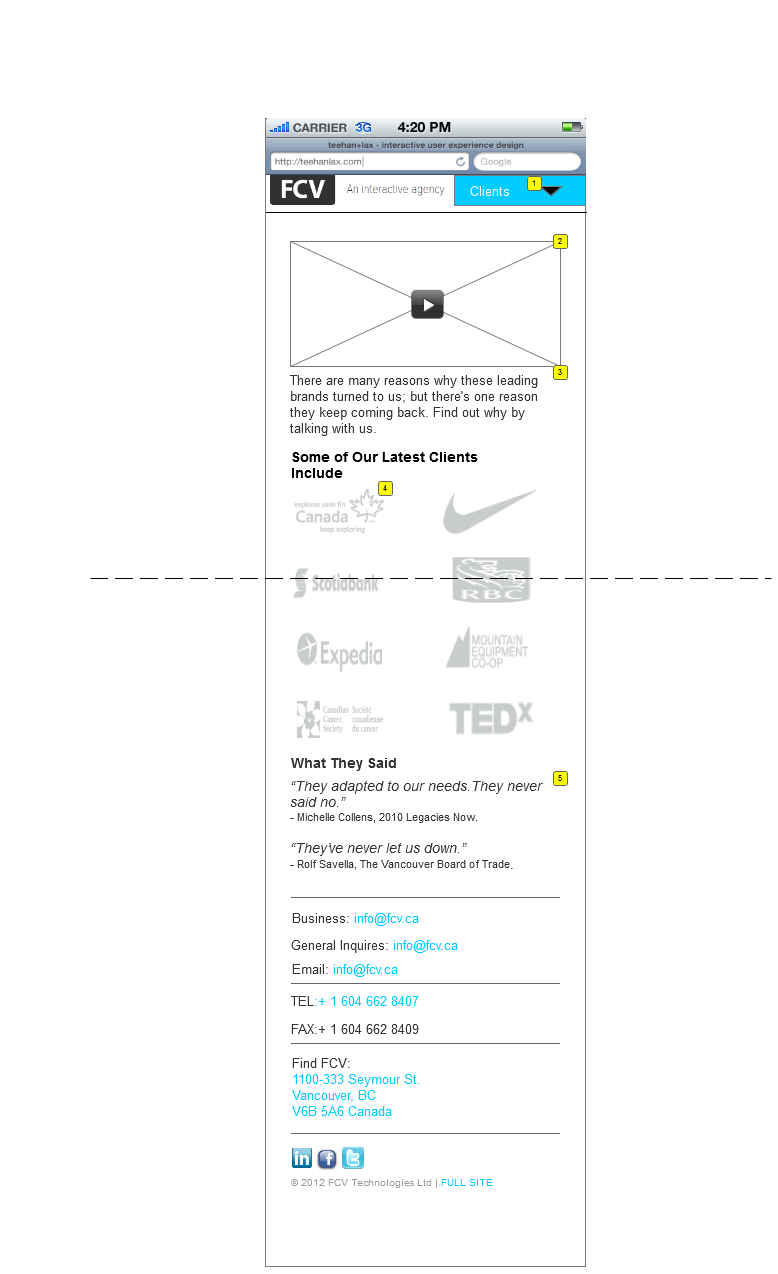 CARRIER 3G 4:20 PM
teehan+lax - interactive user experience design
http://teehanlax.com Google
FCV An interactive agency Clients 1
2
3
There are many reasons why these leading
brands turned to us; but there's one reason
they keep coming back. Find out why by
talking with us.
Some of Our Latest Clients
Include
4
explorez sans fin
Canada
keep exploring
Scotiabank RBC
Expedia
MOUNTAIN
EQUIPMENT
CO-OP
Canadian Société
Cancer canadienne
Society du cancer
TEDx
What They Said
5
“They adapted to our needs.They never
said no.”
- Michelle Collens, 2010 Legacies Now.
“They've never let us down.”
- Rolf Savella, The Vancouver Board of Trade.
Business: info@fcv.ca
General Inquires: info@fcv.ca
Email: info@fcv.ca
TEL:+ 1 604 662 8407
FAX:+ 1 604 662 8409
Find FCV:
1100-333 Seymour St.
Vancouver, BC
V6B 5A6 Canada
in f t
© 2012 FCV Technologies Ltd |.FULL SITE